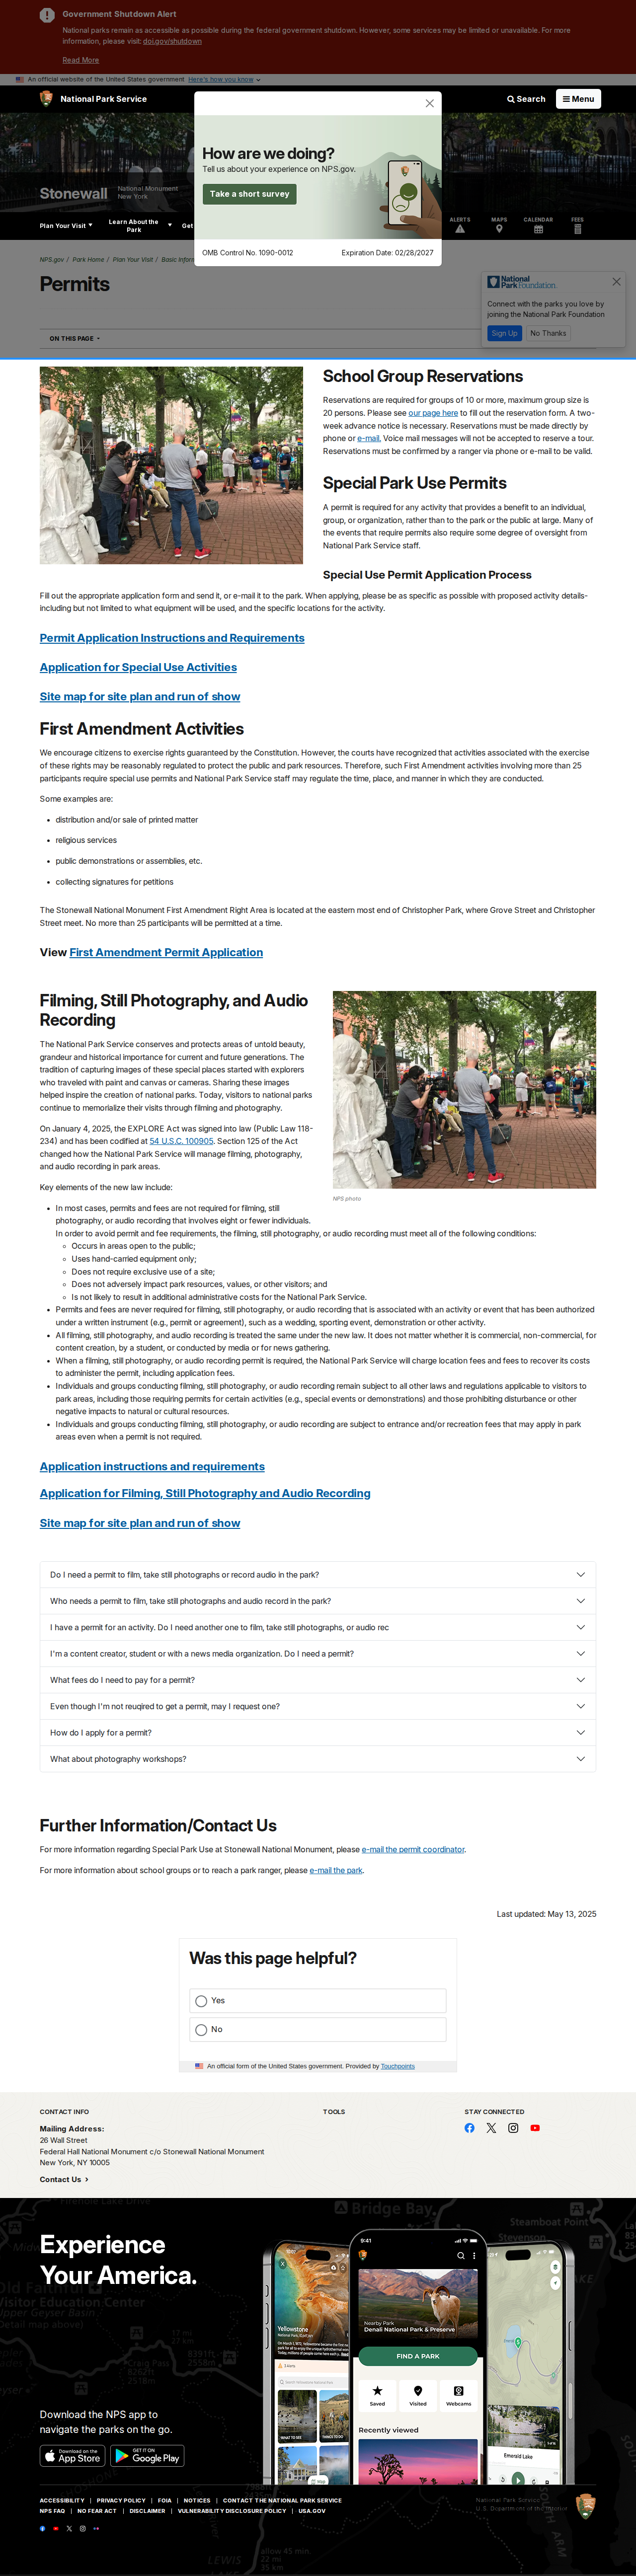 Government Shutdown Alert
National parks remain as accessible as possible during the federal government shutdown. However, some services may be limited or unavailable. For more
information, please visit: doi.gov/shutdown
Read More
An official website of the United States government Here's how you know
National Park Service
Search
Menu
Stonewall
National Monument
New York
Plan Your Visit
Learn About the
Park
Get
ALERTS
MAPS
CALENDAR
FEES
How are we doing?
Tell us about your experience on NPS.gov.
Take a short survey
OMB Control No. 1090-0012
Expiration Date: 02/28/2027
NPS.gov / Park Home / Plan Your Visit / Basic Inform
Permits
National
Park Foundation
Connect with the parks you love by
joining the National Park Foundation
Sign Up
No Thanks
ON THIS PAGE
School Group Reservations
Reservations are required for groups of 10 or more, maximum group size is
20 persons. Please see our page here to fill out the reservation form. A two-
week advance notice is necessary. Reservations must be made directly by
phone or e-mail. Voice mail messages will not be accepted to reserve a tour.
Reservations must be confirmed by a ranger via phone or e-mail to be valid.
Special Park Use Permits
A permit is required for any activity that provides a benefit to an individual,
group, or organization, rather than to the park or the public at large. Many of
the events that require permits also require some degree of oversight from
National Park Service staff.
Special Use Permit Application Process
Fill out the appropriate application form and send it, or e-mail it to the park. When applying, please be as specific as possible with proposed activity details-
including but not limited to what equipment will be used, and the specific locations for the activity.
Permit Application Instructions and Requirements
Application for Special Use Activities
Site map for site plan and run of show
First Amendment Activities
We encourage citizens to exercise rights guaranteed by the Constitution. However, the courts have recognized that activities associated with the exercise
of these rights may be reasonably regulated to protect the public and park resources. Therefore, such First Amendment activities involving more than 25
participants require special use permits and National Park Service staff may regulate the time, place, and manner in which they are conducted.
Some examples are:
distribution and/or sale of printed matter
religious services
public demonstrations or assemblies, etc.
collecting signatures for petitions
The Stonewall National Monument First Amendment Right Area is located at the eastern most end of Christopher Park, where Grove Street and Christopher
Street meet. No more than 25 participants will be permitted at a time.
View First Amendment Permit Application
Filming, Still Photography, and Audio
Recording
The National Park Service conserves and protects areas of untold beauty,
grandeur and historical importance for current and future generations. The
tradition of capturing images of these special places started with explorers
who traveled with paint and canvas or cameras. Sharing these images
helped inspire the creation of national parks. Today, visitors to national parks
continue to memorialize their visits through filming and photography.
On January 4, 2025, the EXPLORE Act was signed into law (Public Law 118-
234) and has been codified at 54 U.S.C. 100905. Section 125 of the Act
changed how the National Park Service will manage filming, photography,
and audio recording in park areas.
NPS photo
Key elements of the new law include:
In most cases, permits and fees are not required for filming, still
photography, or audio recording that involves eight or fewer individuals.
In order to avoid permit and fee requirements, the filming, still photography, or audio recording must meet all of the following conditions:
Occurs in areas open to the public;
Uses hand-carried equipment only;
Does not require exclusive use of a site;
Does not adversely impact park resources, values, or other visitors; and
Is not likely to result in additional administrative costs for the National Park Service.
Permits and fees are never required for filming, still photography, or audio recording that is associated with an activity or event that has been authorized
under a written instrument (e.g., permit or agreement), such as a wedding, sporting event, demonstration or other activity.
All filming, still photography, and audio recording is treated the same under the new law. It does not matter whether it is commercial, non-commercial, for
content creation, by a student, or conducted by media or for news gathering.
When a filming, still photography, or audio recording permit is required, the National Park Service will charge location fees and fees to recover its costs
to administer the permit, including application fees.
Individuals and groups conducting filming, still photography, or audio recording remain subject to all other laws and regulations applicable to visitors to
park areas, including those requiring permits for certain activities (e.g., special events or demonstrations) and those prohibiting disturbance or other
negative impacts to natural or cultural resources.
Individuals and groups conducting filming, still photography, or audio recording are subject to entrance and/or recreation fees that may apply in park
areas even when a permit is not required.
Application instructions and requirements
Application for Filming, Still Photography and Audio Recording
Site map for site plan and run of show
Do I need a permit to film, take still photographs or record audio in the park?
Who needs a permit to film, take still photographs and audio record in the park?
I have a permit for an activity. Do I need another one to film, take still photographs, or audio rec
I'm a content creator, student or with a news media organization. Do I need a permit?
What fees do I need to pay for a permit?
Even though I'm not reuqired to get a permit, may I request one?
How do I apply for a permit?
What about photography workshops?
Further Information/Contact Us
For more information regarding Special Park Use at Stonewall National Monument, please e-mail the permit coordinator.
For more information about school groups or to reach a park ranger, please e-mail the park.
Last updated: May 13, 2025
Was this page helpful?
Yes
No
An official form of the United States government. Provided by Touchpoints
CONTACT INFO
TOOLS
STAY CONNECTED
Mailing Address:
26 Wall Street
Federal Hall National Monument c/o Stonewall National Monument
New York, NY 10005
Contact Us
Experience
Your America.
Download the NPS app to
navigate the parks on the go.
Download on the
App Store
GET IT ON
Google Play
9:41
Nearby Park
Denali National Park & Preserve
FIND A PARK
Saved
Visited
Webcams
Recently viewed
Yellowstone
WHAT TO SEE
THINGS TO DO
Emerald Lake
Bridge Bay
Steamboat Point
Stevenson
ACCESSIBILITY
PRIVACY POLICY
FOIA
NOTICES
CONTACT THE NATIONAL PARK SERVICE
NPS FAQ
NO FEAR ACT
DISCLAIMER
VULNERABILITY DISCLOSURE POLICY
USA.GOV
National Park Service
U.S. Department of the Interior